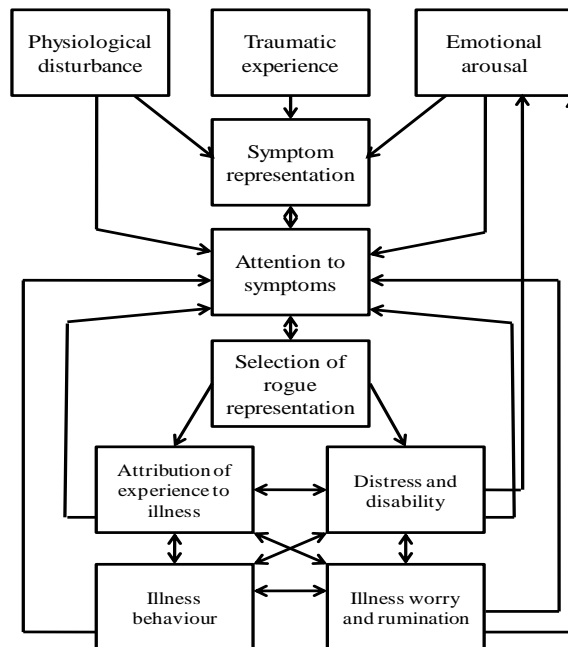 Physiological
disturbance
Traumatic
experience
Emotional
arousal
Symptom
representation
Attention to
symptoms
Selection of
rogue
representation
Attribution of
experience to
illness
Distress and
disability
Illness
behaviour
Illness worry
and rumination